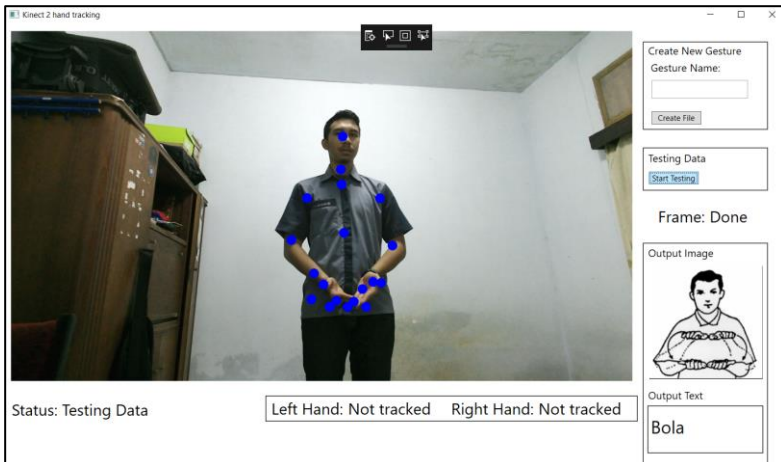 Kinect 2 hand tracking
Create New Gesture
Gesture Name:
Create File
Testing Data
Start Testing
Frame: Done
Output Image
Output Text
Bola
Status: Testing Data
Left Hand: Not tracked Right Hand: Not tracked